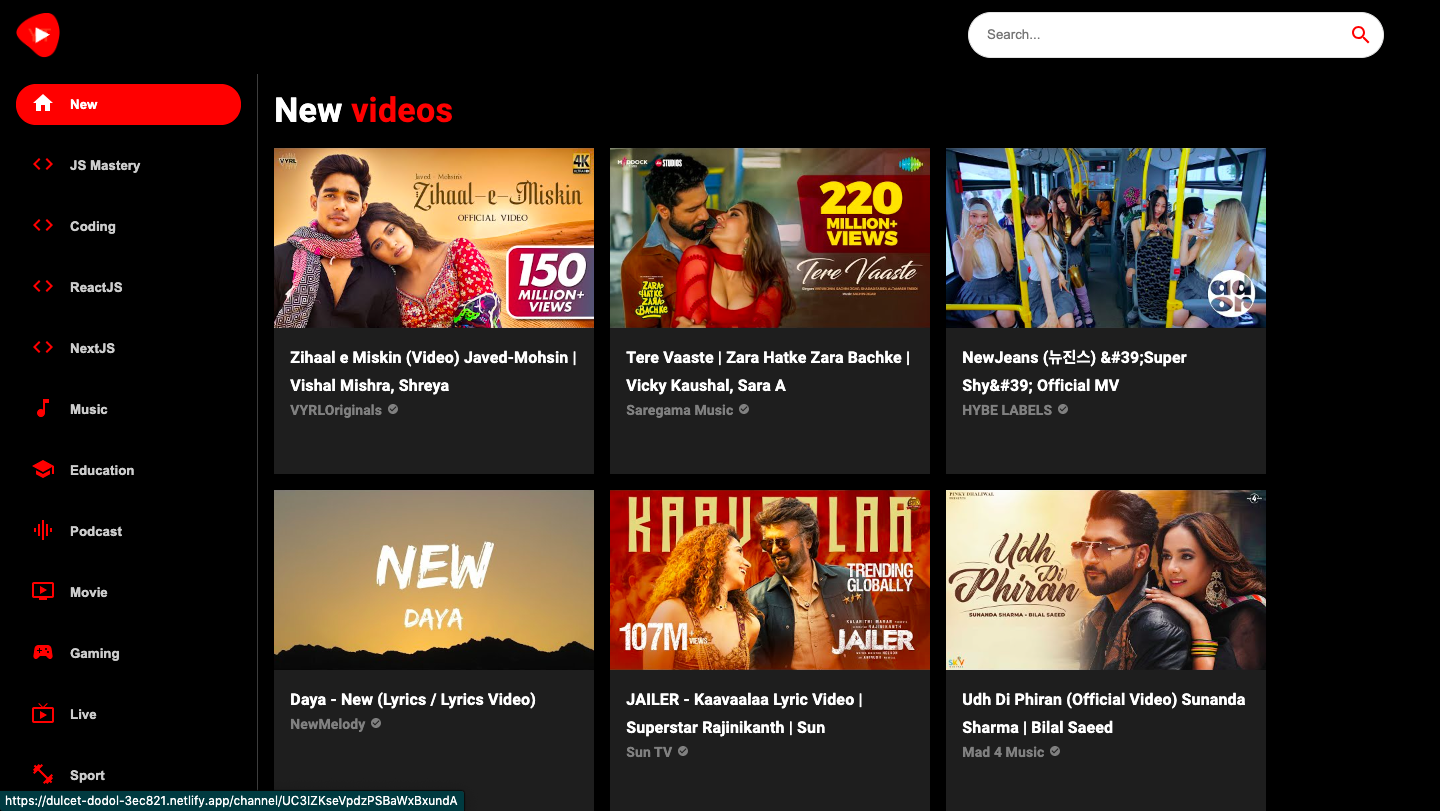 Search...
New
JS Mastery
Coding
ReactJS
NextJS
Music
Education
Podcast
Movie
Gaming
Live
Sport
New videos
VYRL
4K
Javed - Mohsin's
Zihaal-e-Miskin
OFFICIAL VIDEO
150
MILLION+
VIEWS
Zihaal e Miskin (Video) Javed-Mohsin |
Vishal Mishra, Shreya
VYRLOriginals
MADDOCK
STUDIOS
220
MILLION+
VIEWS
Tere Vaaste
ZARA
HATKE
ZARA
BACHKE
Tere Vaaste | Zara Hatke Zara Bachke |
Vicky Kaushal, Sara A
Saregama Music
NewJeans (뉴진스) &#39;Super
Shy&#39; Official MV
HYBE LABELS
NEW
DAYA
Daya - New (Lyrics / Lyrics Video)
NewMelody
KAAVAALAA
TRENDING
GLOBALLY
107M+
VIEWS
JAILER
JAILER - Kaavaalaa Lyric Video |
Superstar Rajinikanth | Sun
Sun TV
PINKY DHALIWAL
Udh
Di
Phiran
SUNANDA SHARMA - BILAL SAEED
Udh Di Phiran (Official Video) Sunanda
Sharma | Bilal Saeed
Mad 4 Music
https://dulcet-dodol-3ec821.netlify.app/channel/UC3IZKseVpdzPSBaWxBxundA